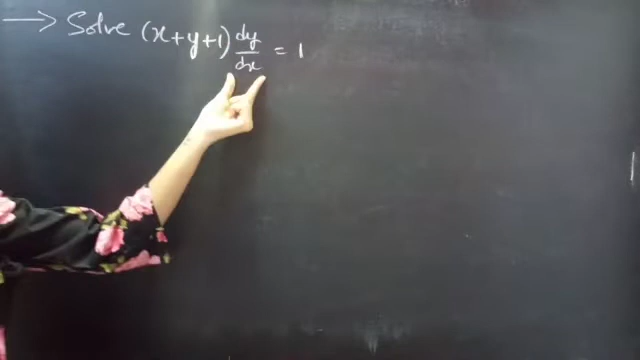 → Solve (x+y+1) dy/dx = 1